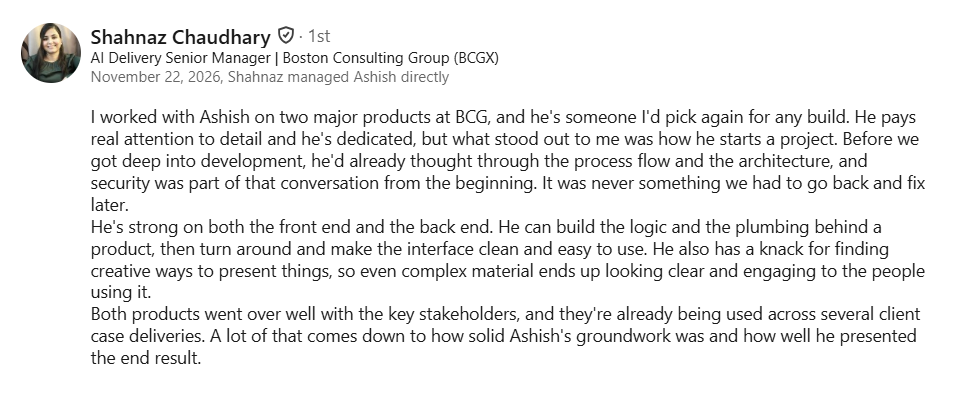 Shahnaz Chaudhary · 1st
AI Delivery Senior Manager | Boston Consulting Group (BCGX)
November 22, 2026, Shahnaz managed Ashish directly
I worked with Ashish on two major products at BCG, and he's someone I'd pick again for any build. He pays
real attention to detail and he's dedicated, but what stood out to me was how he starts a project. Before we
got deep into development, he'd already thought through the process flow and the architecture, and
security was part of that conversation from the beginning. It was never something we had to go back and fix
later.
He's strong on both the front end and the back end. He can build the logic and the plumbing behind a
product, then turn around and make the interface clean and easy to use. He also has a knack for finding
creative ways to present things, so even complex material ends up looking clear and engaging to the people
using it.
Both products went over well with the key stakeholders, and they're already being used across several client
case deliveries. A lot of that comes down to how solid Ashish's groundwork was and how well he presented
the end result.